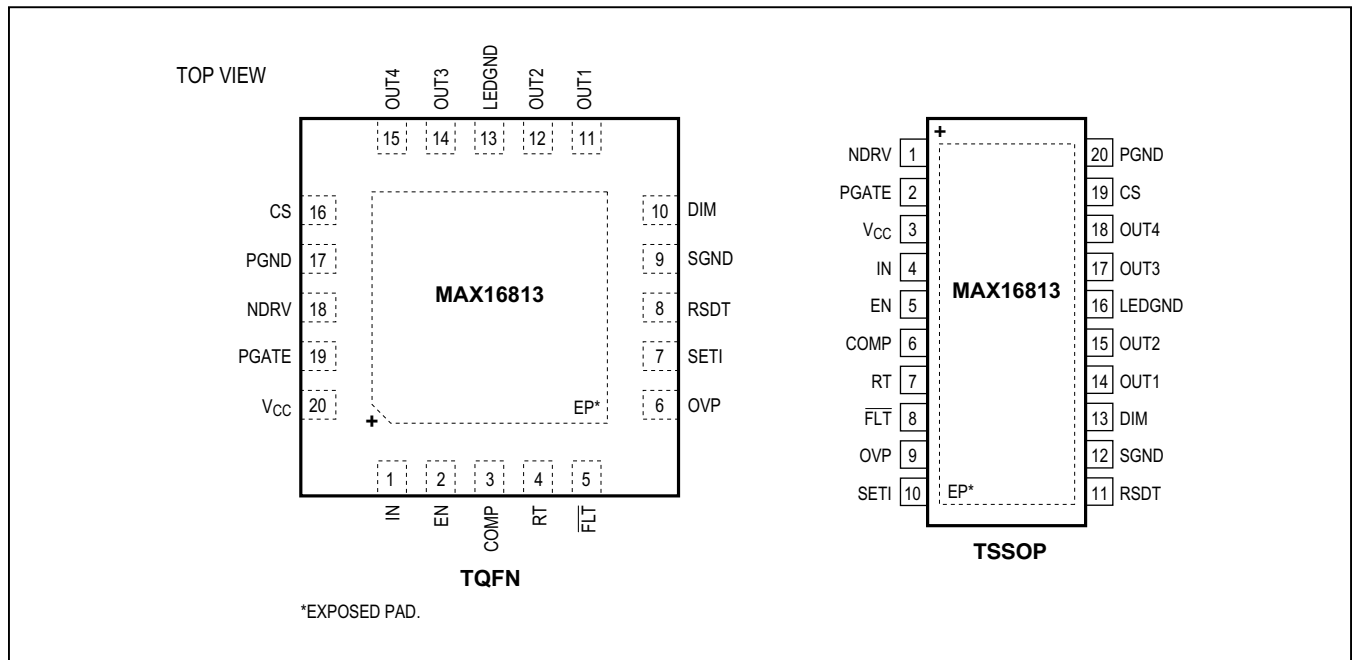 TOP VIEW
OUT4
OUT3
LEDGND
OUT2
OUT1
15
14
13
12
11
CS 16
PGND 17
NDRV 18
PGATE 19
VCC 20
MAX16813
EP*
+
10 DIM
9 SGND
8 RSDT
7 SETI
6 OVP
1
2
3
4
5
IN
EN
COMP
RT
FLT
TQFN
*EXPOSED PAD.
+
NDRV 1
PGATE 2
VCC 3
IN 4
EN 5
COMP 6
RT 7
FLT 8
OVP 9
SETI 10
MAX16813
EP*
20 PGND
19 CS
18 OUT4
17 OUT3
16 LEDGND
15 OUT2
14 OUT1
13 DIM
12 SGND
11 RSDT
TSSOP